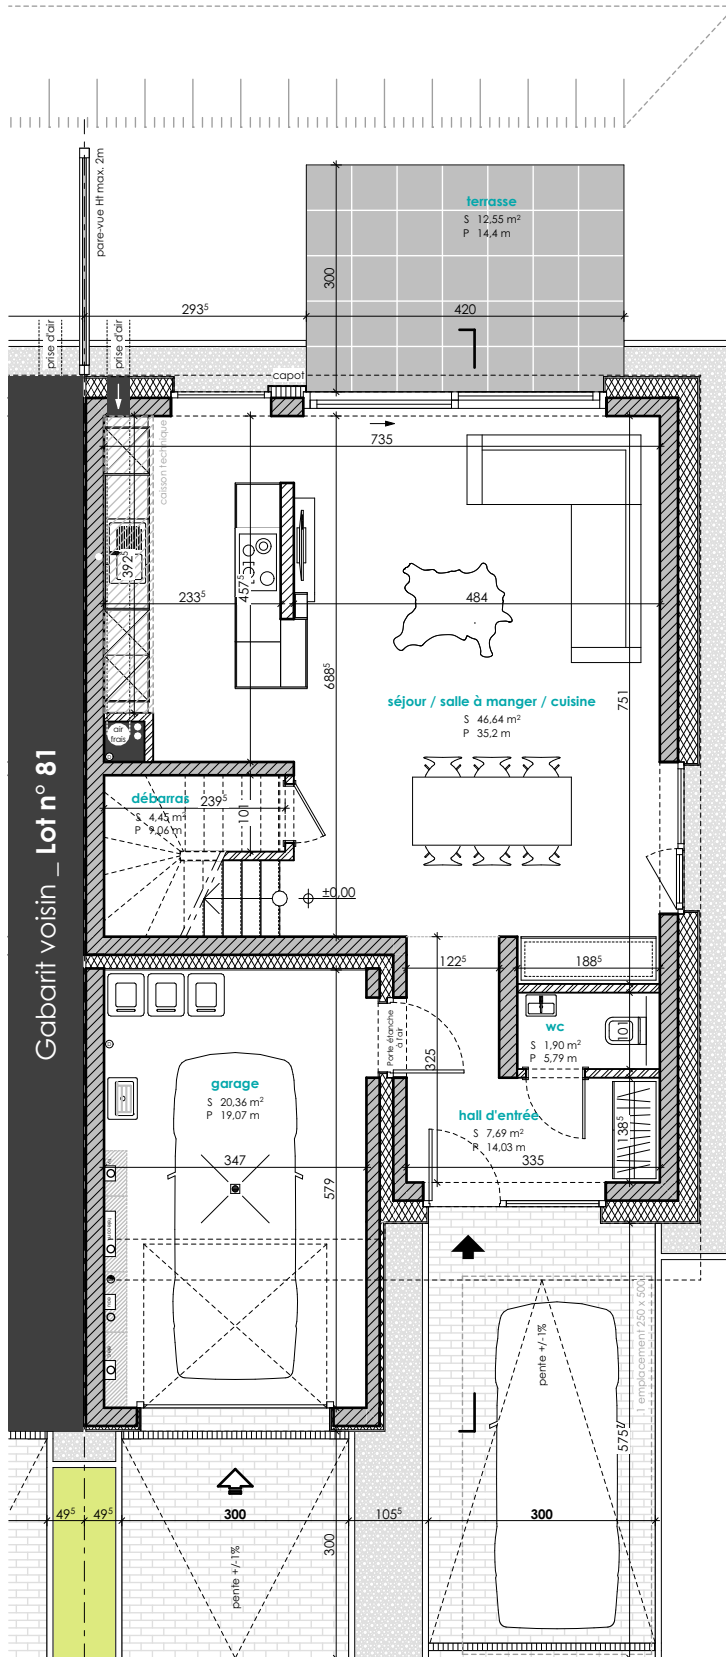 pare-vue Ht max. 2m
terrasse
S 12,55 m²
P 14,4 m
300
293⁵
420
prise d'air
prise d'air
capot
735
caisson technique
392⁵
457⁵
233⁵
484
688⁵
751
séjour / salle à manger / cuisine
S 46,64 m²
P 35,2 m
air
frais
débarras
S 4,45 m²
P 9,06 m
239⁵
101
±0,00
Gabarit voisin _ Lot n° 81
122⁵
188⁵
Porte étanche
à l'air
325
wc
S 1,90 m²
P 5,79 m
101
garage
S 20,36 m²
P 19,07 m
hall d'entrée
S 7,69 m²
P 14,03 m
138⁵
347
335
579
1 emplacement 250 x 500
pente +/-1%
575⁵
49⁵
49⁵
300
105⁵
300
300
pente +/-1%